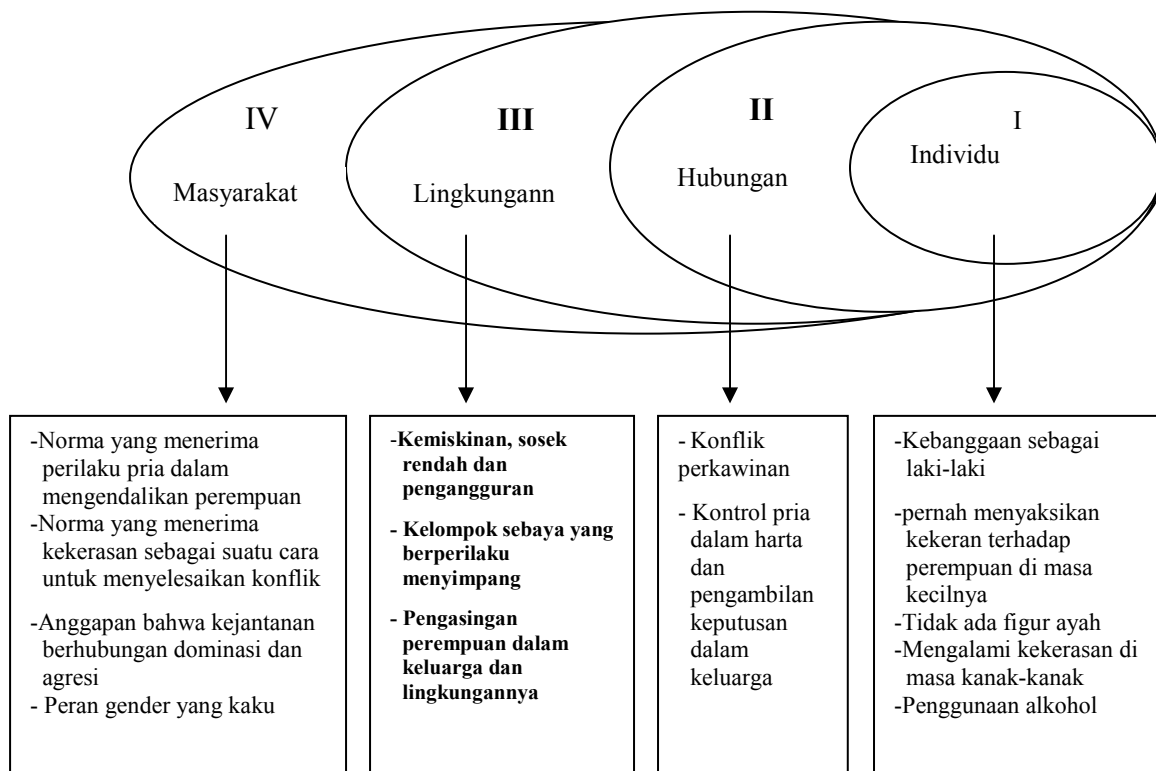 IV
Masyarakat
III
Lingkungann
II
Hubungan
I
Individu
-Norma yang menerima
perilaku pria dalam
mengendalikan perempuan
-Norma yang menerima
kekerasan sebagai suatu cara
untuk menyelesaikan konflik
-Anggapan bahwa kejantanan
berhubungan dominasi dan
agresi
- Peran gender yang kaku
-Kemiskinan, sosek
rendah dan
pengangguran
- Kelompok sebaya yang
berperilaku
menyimpang
- Pengasingan
perempuan dalam
keluarga dan
lingkungannya
- Konflik
perkawinan
- Kontrol pria
dalam harta
dan
pengambilan
keputusan
dalam
keluarga
-Kebanggaan sebagai
laki-laki
-pernah menyaksikan
kekeran terhadap
perempuan di masa
kecilnya
-Tidak ada figur ayah
-Mengalami kekerasan di
masa kanak-kanak
-Penggunaan alkohol